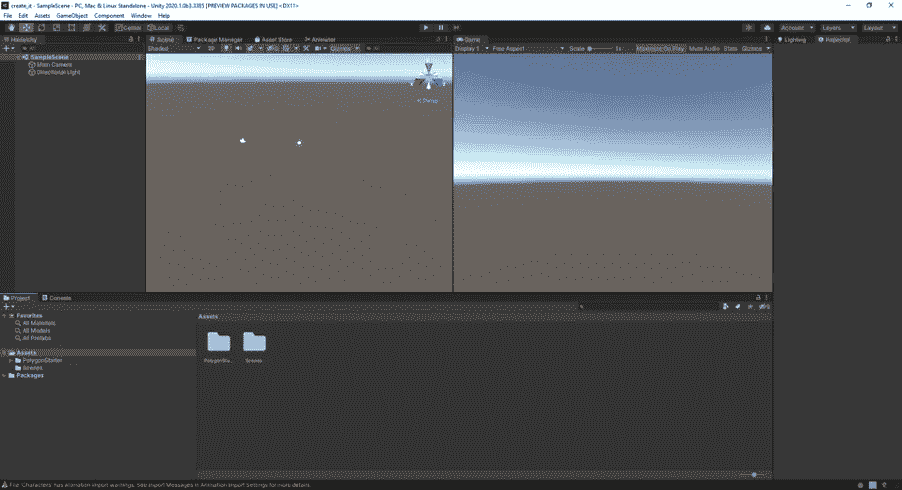 create_it - SampleScene - PC, Mac & Linux Standalone - Unity 2020.1.0b3.3385 [PREVIEW PACKAGES IN USE] <DX11>
File Edit Assets GameObject Component Window Help
Center Local
Account Layers Layout
Hierarchy
All
SampleScene
Main Camera
Directional Light
Scene Package Manager Asset Store Animator
Shaded 2D Gizmos All
Persp
Game
Display 1 Free Aspect Scale 1x Maximize On Play Mute Audio Stats Gizmos
Lighting Inspector
Project Console
Favorites
All Materials
All Models
All Prefabs
Assets
PolygonStarter
Scenes
Packages
Assets
PolygonSta...
Scenes
File 'Characters' has animation import warnings. See Import Messages in Animation Import Settings for more details.